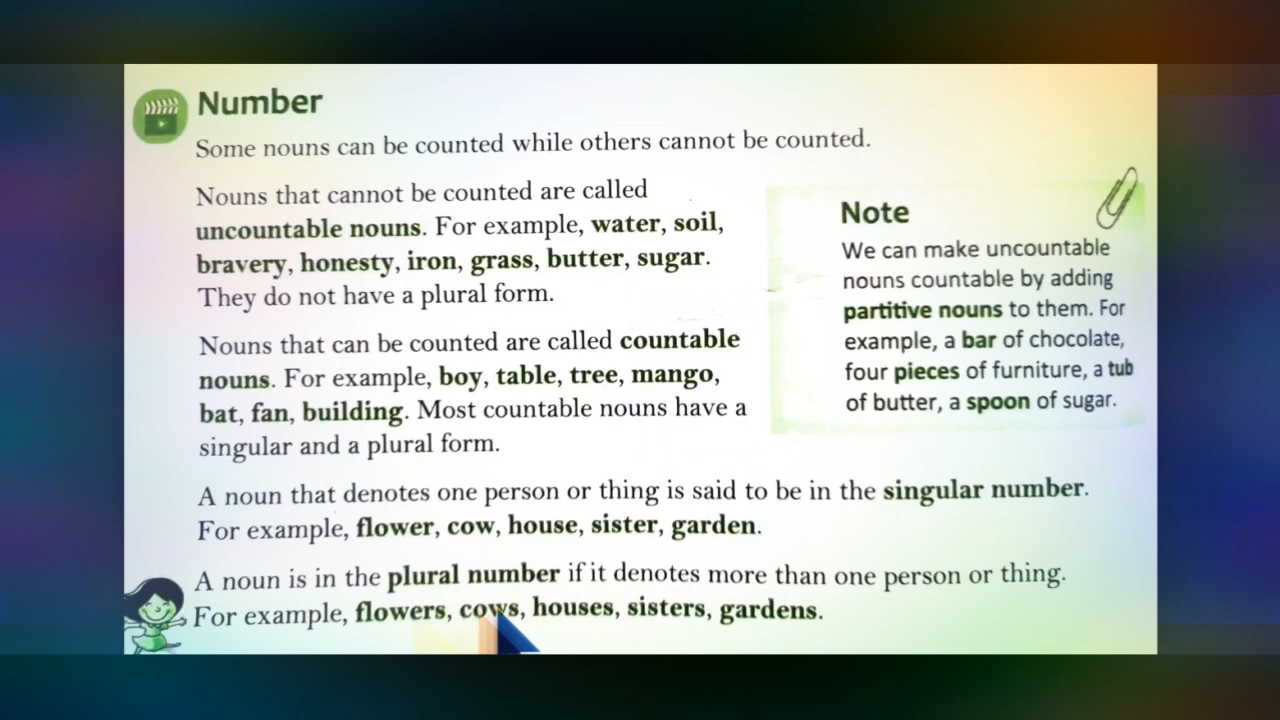 Number
Some nouns can be counted while others cannot be counted.
Nouns that cannot be counted are called
uncountable nouns. For example, water, soil,
bravery, honesty, iron, grass, butter, sugar.
They do not have a plural form.
Nouns that can be counted are called countable
nouns. For example, boy, table, tree, mango,
bat, fan, building. Most countable nouns have a
singular and a plural form.
Note
We can make uncountable
nouns countable by adding
partitive nouns to them. For
example, a bar of chocolate,
four pieces of furniture, a tub
of butter, a spoon of sugar.
A noun that denotes one person or thing is said to be in the singular number.
For example, flower, cow, house, sister, garden.
A noun is in the plural number if it denotes more than one person or thing.
For example, flowers, cows, houses, sisters, gardens.